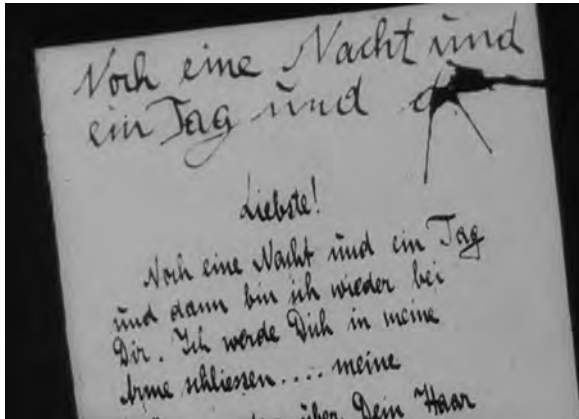 Noch eine Nacht und
ein Tag und d
Liebste!
Noch eine Nacht und ein Tag
und dann bin ich wieder bei
Dir. Ich werde Dich in meine
Arme schliessen.... meine
über Dein Haar